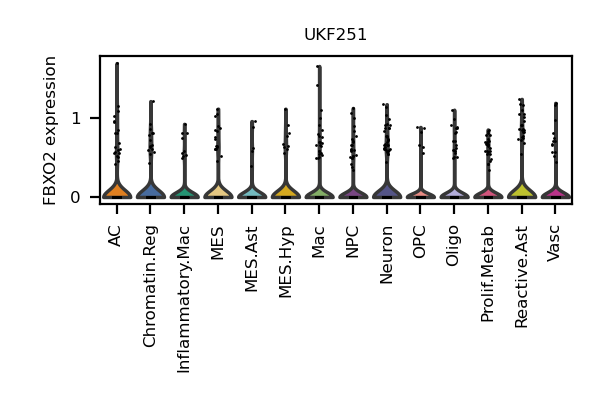 UKF251
FBXO2 expression
1
0
AC
Chromatin.Reg
Inflammatory.Mac
MES
MES.Ast
MES.Hyp
Mac
NPC
Neuron
OPC
Oligo
Prolif.Metab
Reactive.Ast
Vasc